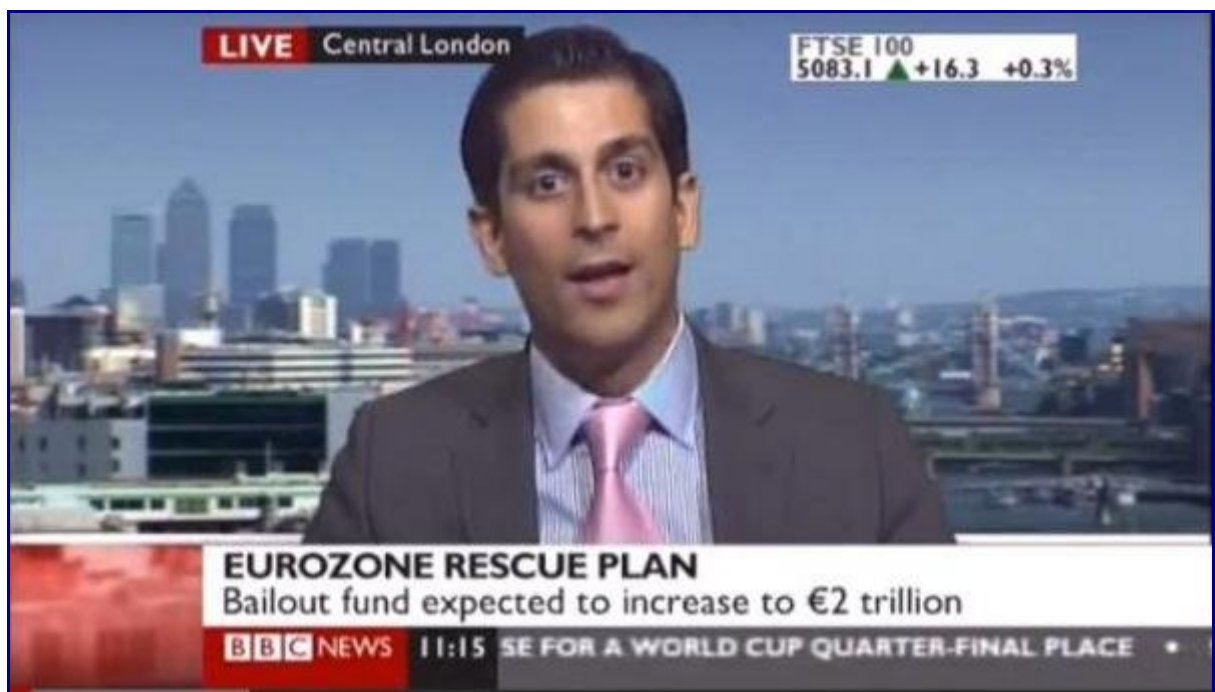 LIVE Central London
FTSE 100
5083.1 ▲+16.3 +0.3%
EUROZONE RESCUE PLAN
Bailout fund expected to increase to €2 trillion
BBC NEWS 11:15 SE FOR A WORLD CUP QUARTER-FINAL PLACE •